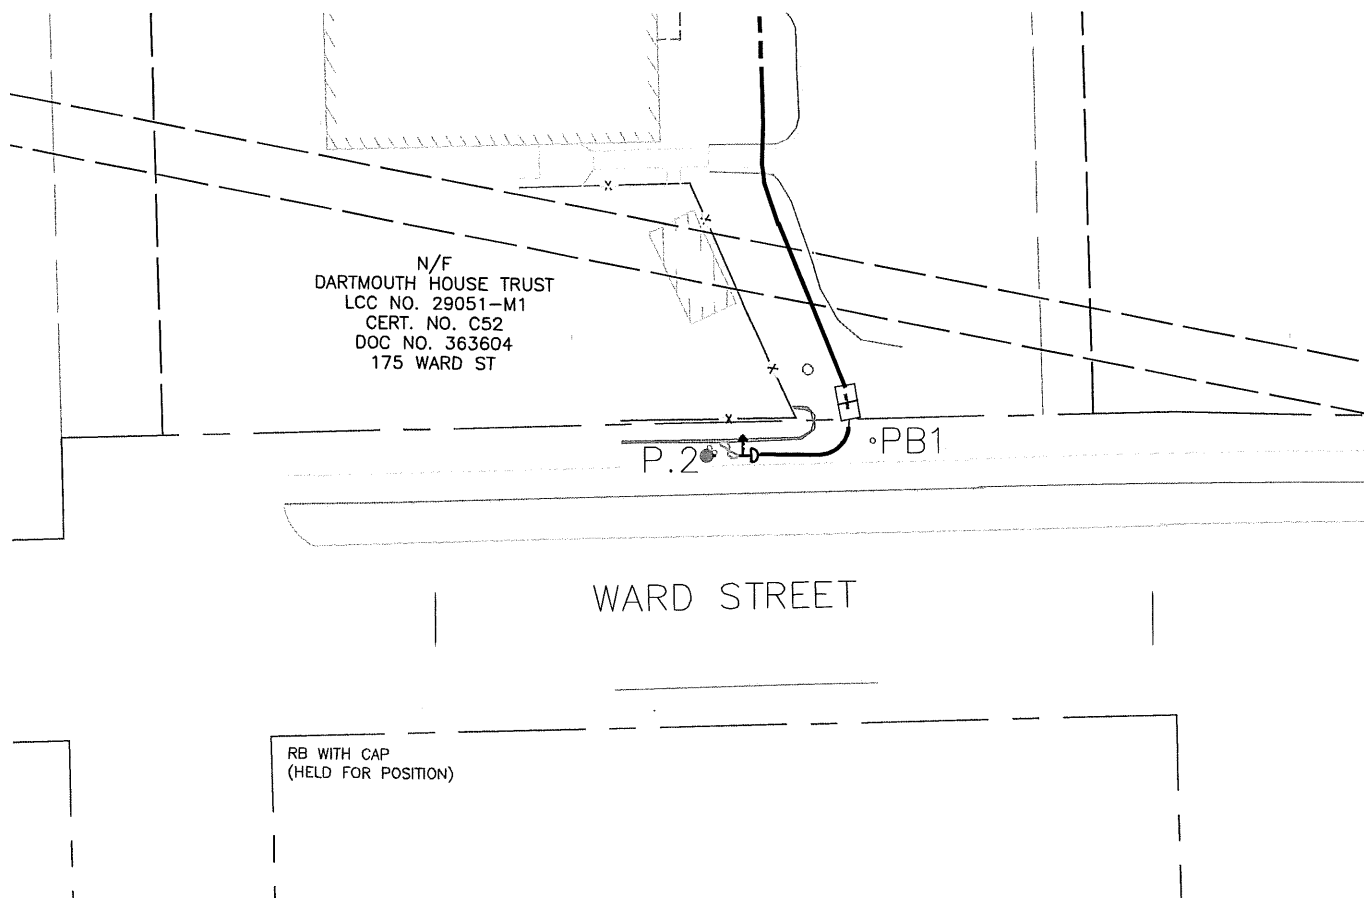 N/F
DARTMOUTH HOUSE TRUST
LCC NO. 29051-M1
CERT. NO. C52
DOC NO. 363604
175 WARD ST
P.2
PB1
WARD STREET
RB WITH CAP
(HELD FOR POSITION)